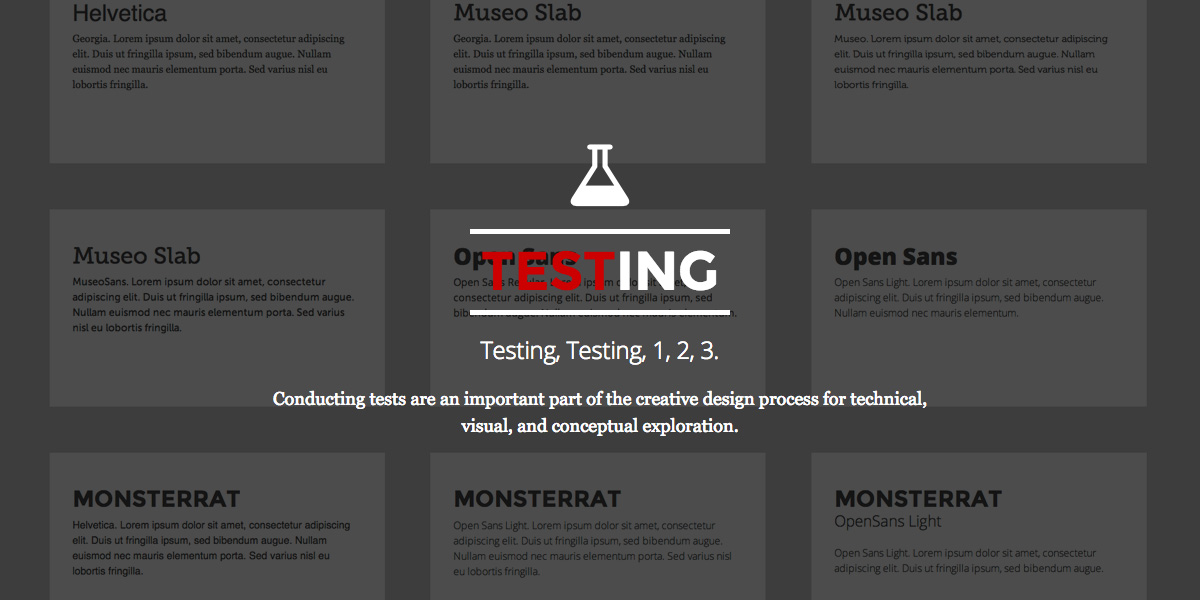 Helvetica
Georgia. Lorem ipsum dolor sit amet, consectetur adipiscing
elit. Duis ut fringilla ipsum, sed bibendum augue. Nullam
euismod nec mauris elementum porta. Sed varius nisl eu
lobortis fringilla.
Museo Slab
Georgia. Lorem ipsum dolor sit amet, consectetur adipiscing
elit. Duis ut fringilla ipsum, sed bibendum augue. Nullam
euismod nec mauris elementum porta. Sed varius nisl eu
lobortis fringilla.
Museo Slab
Museo. Lorem ipsum dolor sit amet, consectetur adipiscing
elit. Duis ut fringilla ipsum, sed bibendum augue. Nullam
euismod nec mauris elementum porta. Sed varius nisl eu
lobortis fringilla.
Museo Slab
MuseoSans. Lorem ipsum dolor sit amet, consectetur
adipiscing elit. Duis ut fringilla ipsum, sed bibendum augue.
Nullam euismod nec mauris elementum porta. Sed varius
nisl eu lobortis fringilla.
Open Sans
Open Sans Regular. Lorem ipsum dolor sit amet,
consectetur adipiscing elit. Duis ut fringilla ipsum, sed
bibendum augue. Nullam euismod nec mauris elementum.
Open Sans
Open Sans Light. Lorem ipsum dolor sit amet, consectetur
adipiscing elit. Duis ut fringilla ipsum, sed bibendum augue.
Nullam euismod nec mauris elementum.
TESTING
Testing, Testing, 1, 2, 3.
Conducting tests are an important part of the creative design process for technical,
visual, and conceptual exploration.
MONSTERRAT
Helvetica. Lorem ipsum dolor sit amet, consectetur adipiscing
elit. Duis ut fringilla ipsum, sed bibendum augue. Nullam
euismod nec mauris elementum porta. Sed varius nisl eu
lobortis fringilla.
MONSTERRAT
Open Sans Light. Lorem ipsum dolor sit amet, consectetur
adipiscing elit. Duis ut fringilla ipsum, sed bibendum augue.
Nullam euismod nec mauris elementum porta. Sed varius nisl
eu lobortis fringilla.
MONSTERRAT
OpenSans Light
Open Sans Light. Lorem ipsum dolor sit amet, consectetur
adipiscing elit. Duis ut fringilla ipsum, sed bibendum augue.